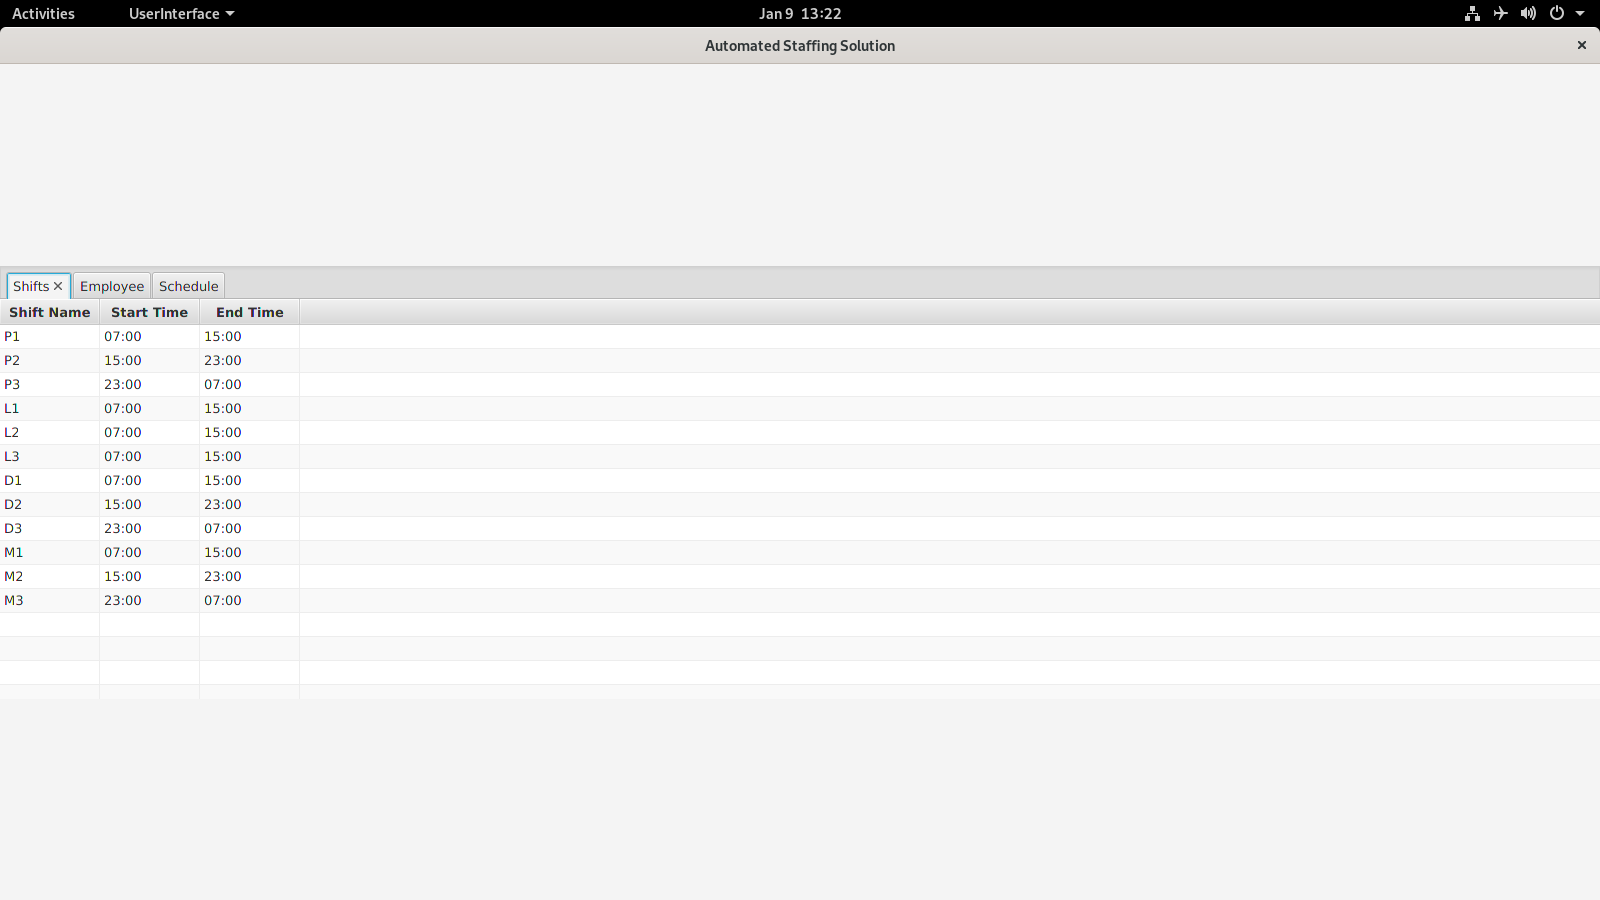 Activities UserInterface Jan 9 13:22
Automated Staffing Solution
Shifts Employee Schedule
Shift Name Start Time End Time
P1 07:00 15:00
P2 15:00 23:00
P3 23:00 07:00
L1 07:00 15:00
L2 07:00 15:00
L3 07:00 15:00
D1 07:00 15:00
D2 15:00 23:00
D3 23:00 07:00
M1 07:00 15:00
M2 15:00 23:00
M3 23:00 07:00